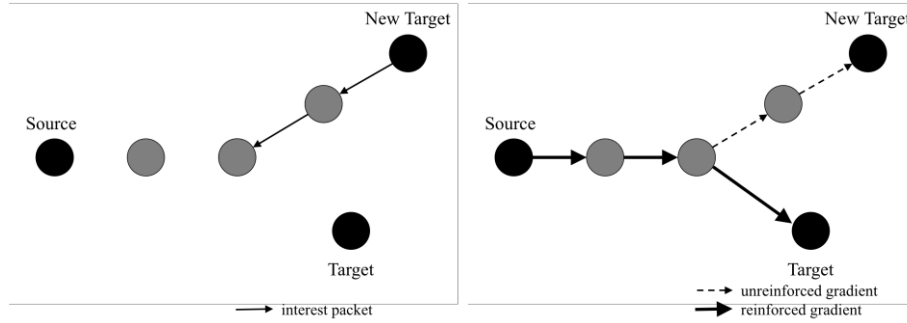 New Target
Source
Target
interest packet
New Target
Source
Target
unreinforced gradient
reinforced gradient